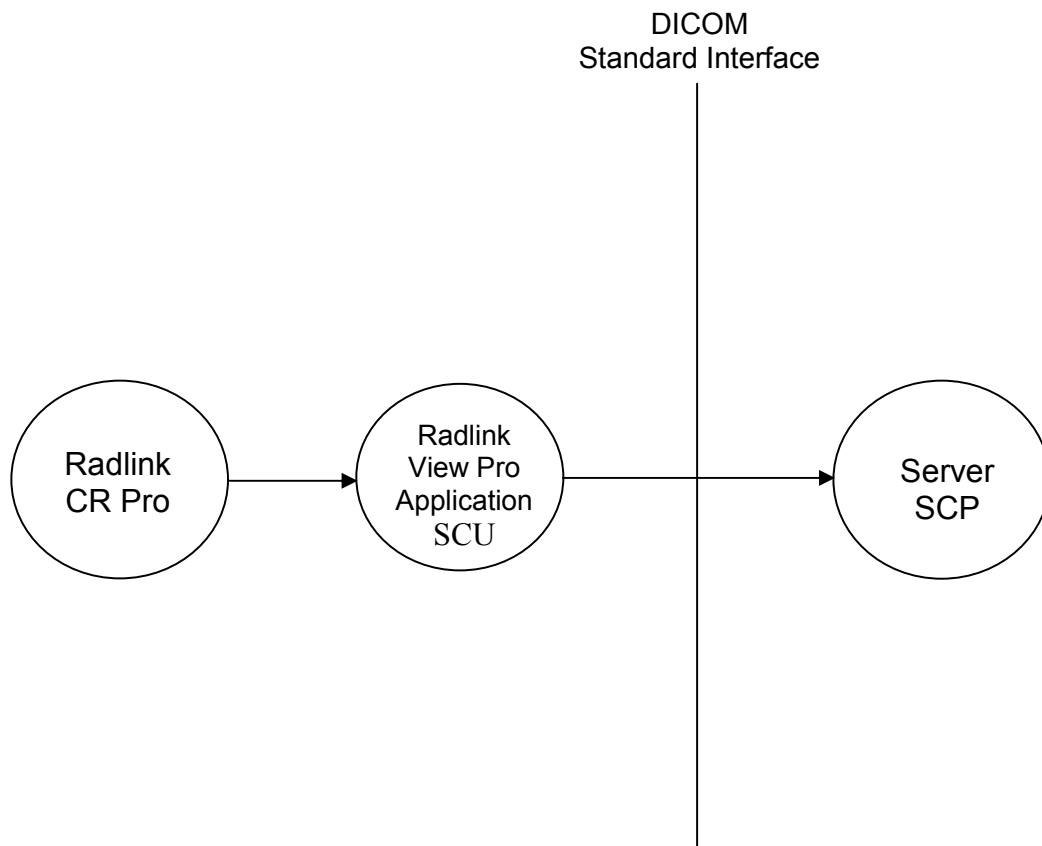 DICOM
Standard Interface
Radlink
CR Pro
Radlink
View Pro
Application
SCU
Server
SCP